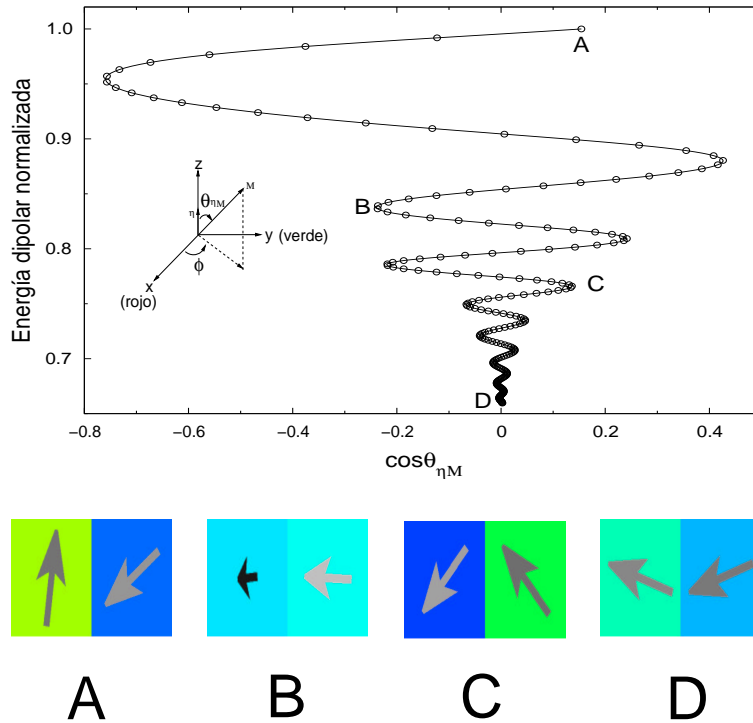 1.0
0.9
0.8
0.7
Energía dipolar normalizada
A
B
C
D
z
η
θηM
M
y (verde)
ϕ
x
(rojo)
−0.8
−0.6
−0.4
−0.2
0
0.2
0.4
cosθηM
A
B
C
D